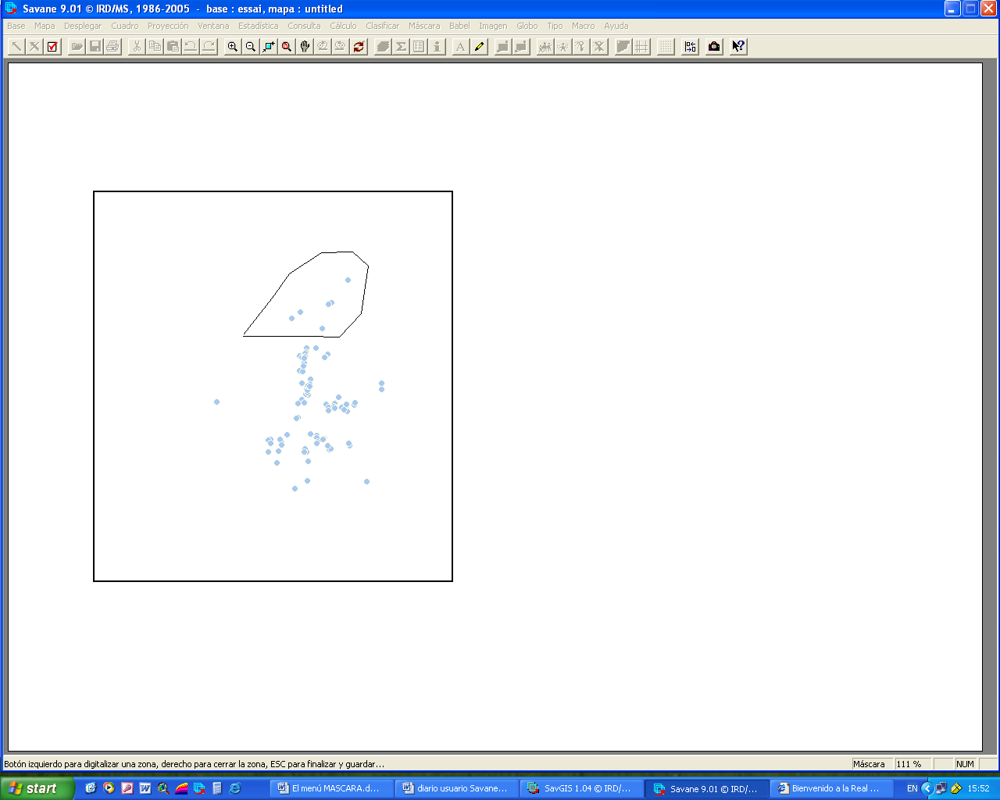 Savane 9.01 © IRD/MS, 1986-2005 - base : essai, mapa : untitled
Base Mapa Desplegar Cuadro Proyección Ventana Estadística Consulta Cálculo Clasificar Máscara Babel Imagen Globo Tipo Macro Ayuda
Botón izquierdo para digitalizar una zona, derecho para cerrar la zona, ESC para finalizar y guardar... Máscara 111 % NUM
start El menú MASCARA.d... diario usuario Savane... SavGIS 1.04 © IRD/... Savane 9.01 © IRD/... Bienvenido a la Real ... EN 15:52